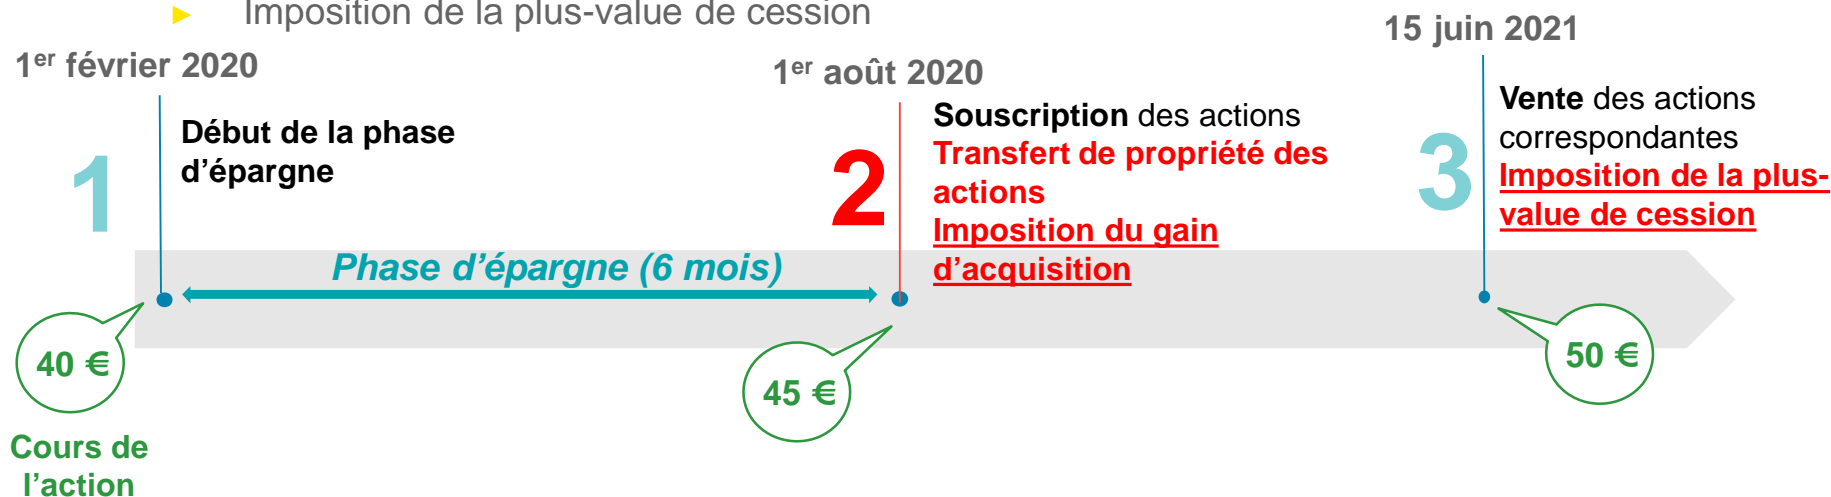 ► Imposition de la plus-value de cession
15 juin 2021
1er février 2020
1er août 2020
1
Début de la phase
d’épargne
2
Souscription des actions
Transfert de propriété des
actions
Imposition du gain
d’acquisition
3
Vente des actions
correspondantes
Imposition de la plus-
value de cession
Phase d’épargne (6 mois)
40 €
45 €
50 €
Cours de
l’action